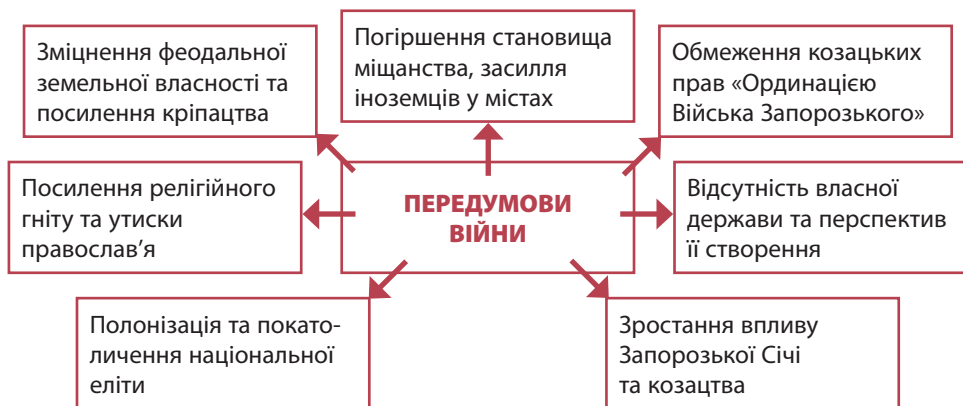 Зміцнення феодальної
земельної власності та
посилення кріпацтва
Погіршення становища
міщанства, засилля
іноземців у містах
Обмеження козацьких
прав «Ординацією
Війська Запорозького»
Посилення релігійного
гніту та утиски
православ’я
ПЕРЕДУМОВИ
ВІЙНИ
Відсутність власної
держави та перспектив
її створення
Полонізація та покато-
личення національної
еліти
Зростання впливу
Запорозької Січі
та козацтва